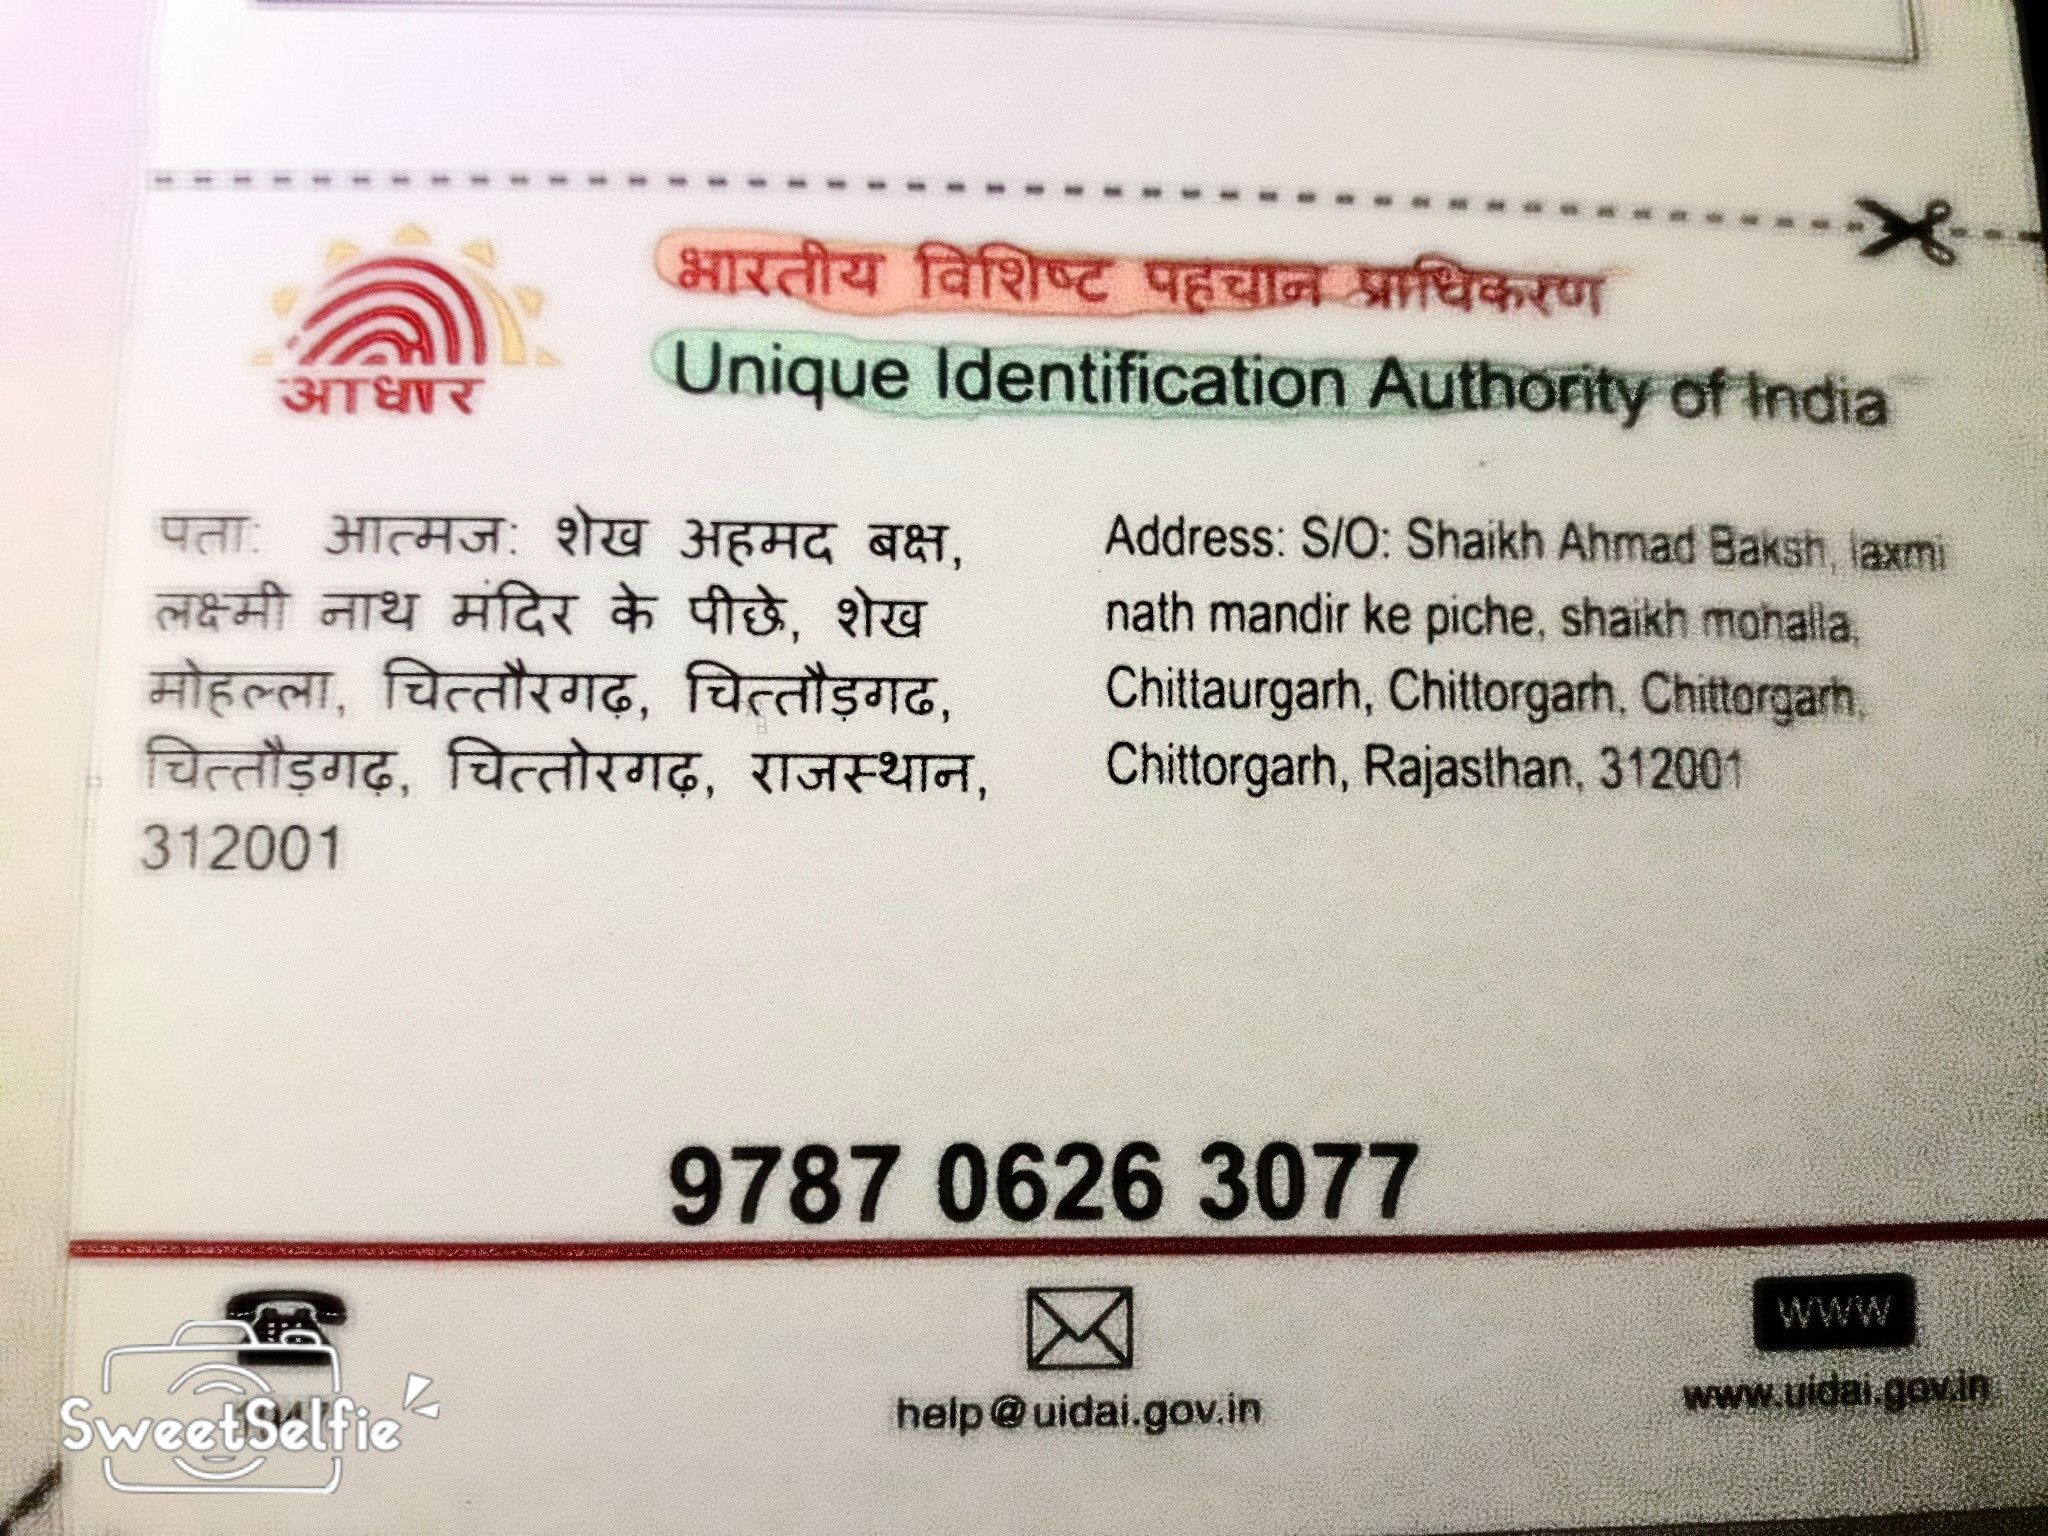 आधार
भारतीय विशिष्ट पहचान प्राधिकरण
Unique Identification Authority of India
पता: आत्मज: शेख अहमद बक्ष,
लक्ष्मी नाथ मंदिर के पीछे, शेख
मोहल्ला, चित्तौरगढ़, चित्तौड़गढ,
चित्तौड़गढ़, चित्तोरगढ़, राजस्थान,
312001
Address: S/O: Shaikh Ahmad Baksh, laxmi
nath mandir ke piche, shaikh mohalla,
Chittaurgarh, Chittorgarh, Chittorgarh,
Chittorgarh, Rajasthan, 312001
9787 0626 3077
WWW
help@uidai.gov.in
www.uidai.gov.in
SweetSelfie